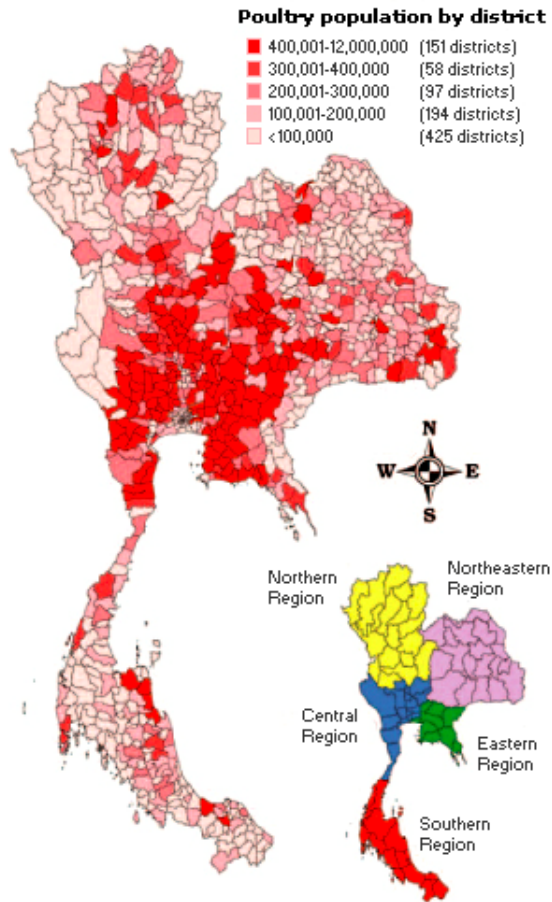 Poultry population by district
400,001-12,000,000 (151 districts)
300,001-400,000 (58 districts)
200,001-300,000 (97 districts)
100,001-200,000 (194 districts)
<100,000 (425 districts)
N
W E
S
Northern
Region
Northeastern
Region
Central
Region
Eastern
Region
Southern
Region